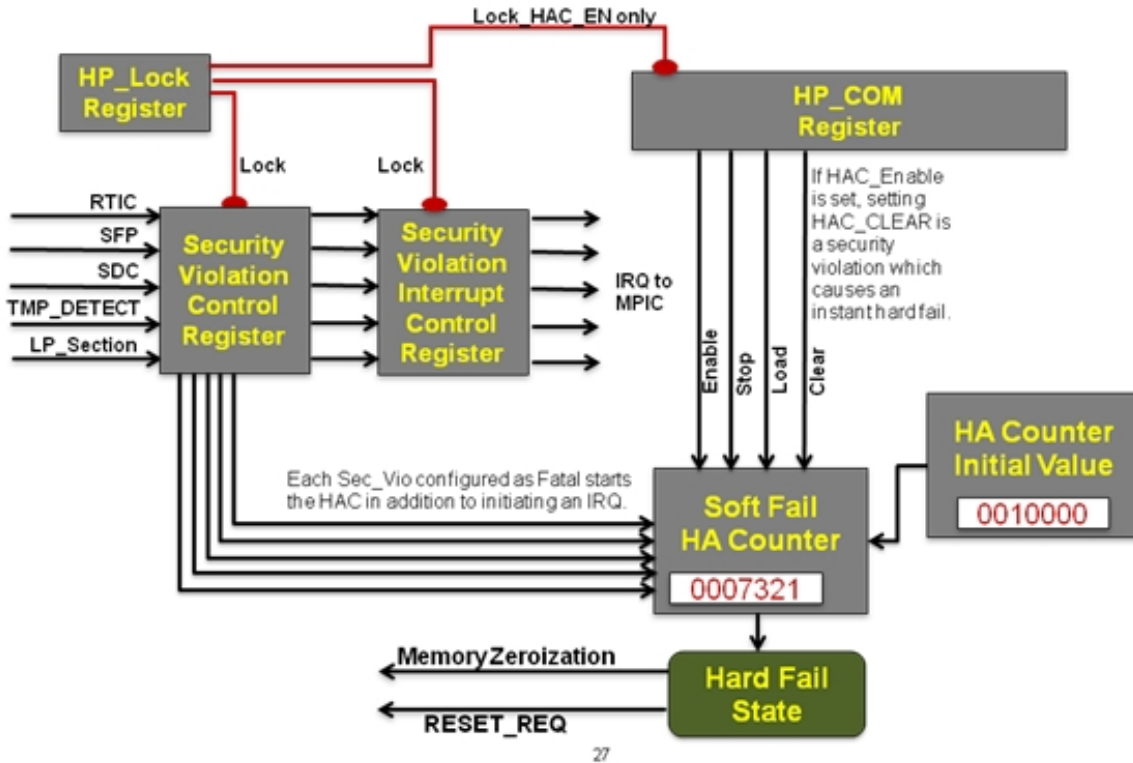 Lock_HAC_EN only
HP_Lock
Register
HP_COM
Register
Lock
Lock
RTIC
SFP
SDC
TMP_DETECT
LP_Section
Security
Violation
Control
Register
Security
Violation
Interrupt
Control
Register
IRQ to
MPIC
Enable
Stop
Load
Clear
If HAC_Enable
is set, setting
HAC_CLEAR is
a security
violation which
causes an
instant hard fail.
Each Sec_Vio configured as Fatal starts
the HAC in addition to initiating an IRQ.
HA Counter
Initial Value
0010000
Soft Fail
HA Counter
0007321
Memory Zeroization
RESET_REQ
Hard Fail
State
27